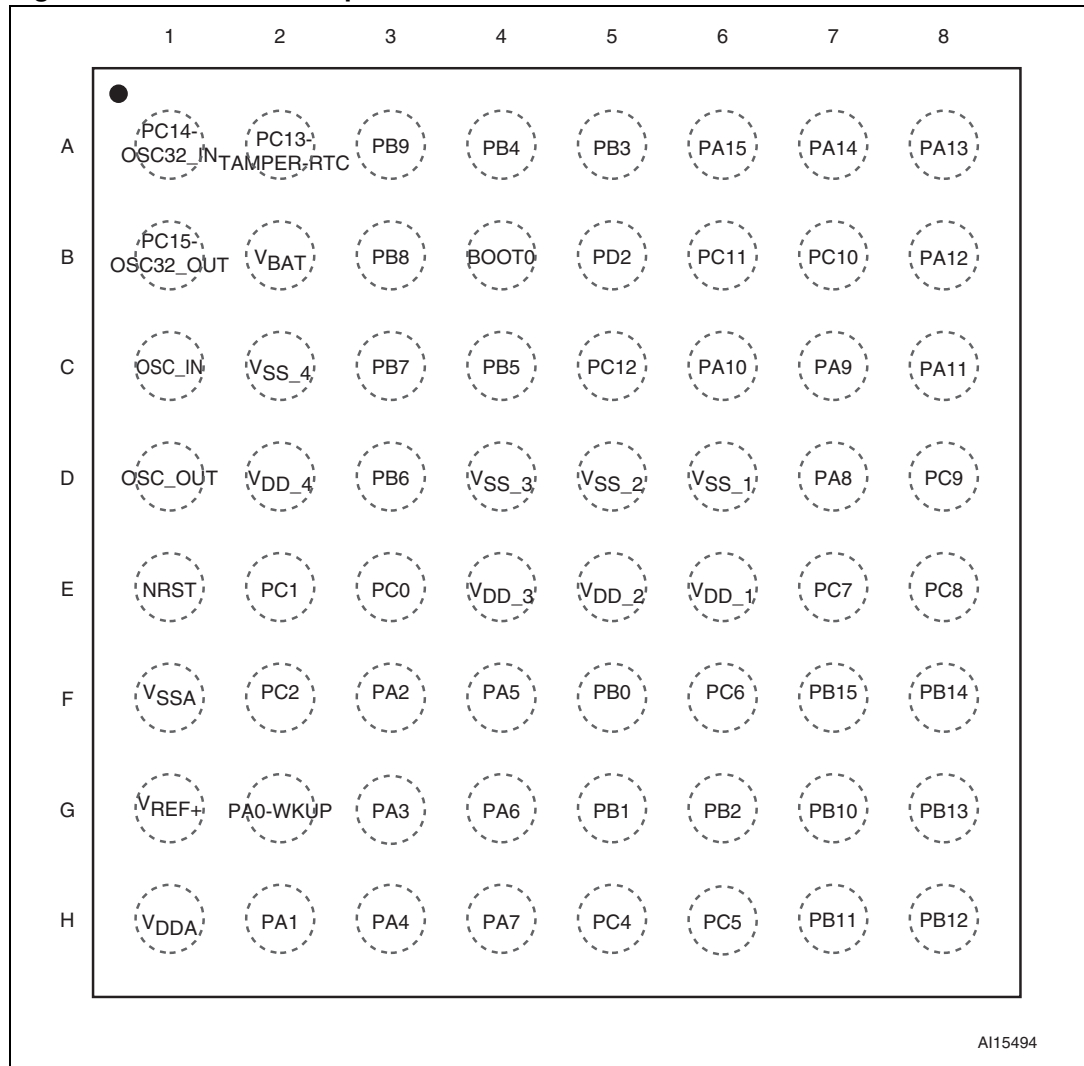 1 2 3 4 5 6 7 8
A PC14-OSC32_IN PC13-TAMPER-RTC PB9 PB4 PB3 PA15 PA14 PA13
B PC15-OSC32_OUT VBAT PB8 BOOT0 PD2 PC11 PC10 PA12
C OSC_IN VSS_4 PB7 PB5 PC12 PA10 PA9 PA11
D OSC_OUT VDD_4 PB6 VSS_3 VSS_2 VSS_1 PA8 PC9
E NRST PC1 PC0 VDD_3 VDD_2 VDD_1 PC7 PC8
F VSSA PC2 PA2 PA5 PB0 PC6 PB15 PB14
G VREF+ PA0-WKUP PA3 PA6 PB1 PB2 PB10 PB13
H VDDA PA1 PA4 PA7 PC4 PC5 PB11 PB12
AI15494